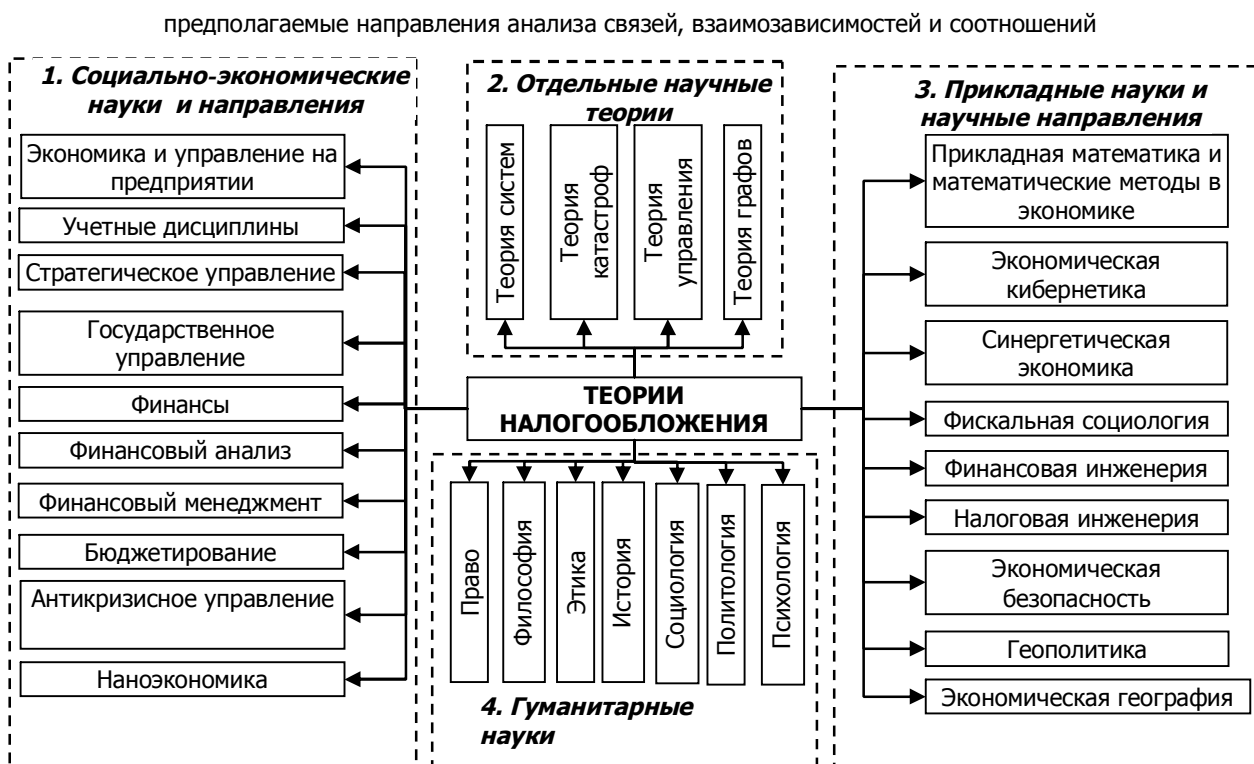 предполагаемые направления анализа связей, взаимозависимостей и соотношений
1. Социально-экономические
науки и направления
Экономика и управление на
предприятии
Учетные дисциплины
Стратегическое управление
Государственное
управление
Финансы
Финансовый анализ
Финансовый менеджмент
Бюджетирование
Антикризисное управление
Наноэкономика
2. Отдельные научные
теории
Теория систем
Теория
катастроф
Теория
управления
Теория графов
ТЕОРИИ
НАЛОГООБЛОЖЕНИЯ
Право
Философия
Этика
История
Социология
Политология
Психология
4. Гуманитарные
науки
3. Прикладные науки и
научные направления
Прикладная математика и
математические методы в
экономике
Экономическая
кибернетика
Синергетическая
экономика
Фискальная социология
Финансовая инженерия
Налоговая инженерия
Экономическая
безопасность
Геополитика
Экономическая география